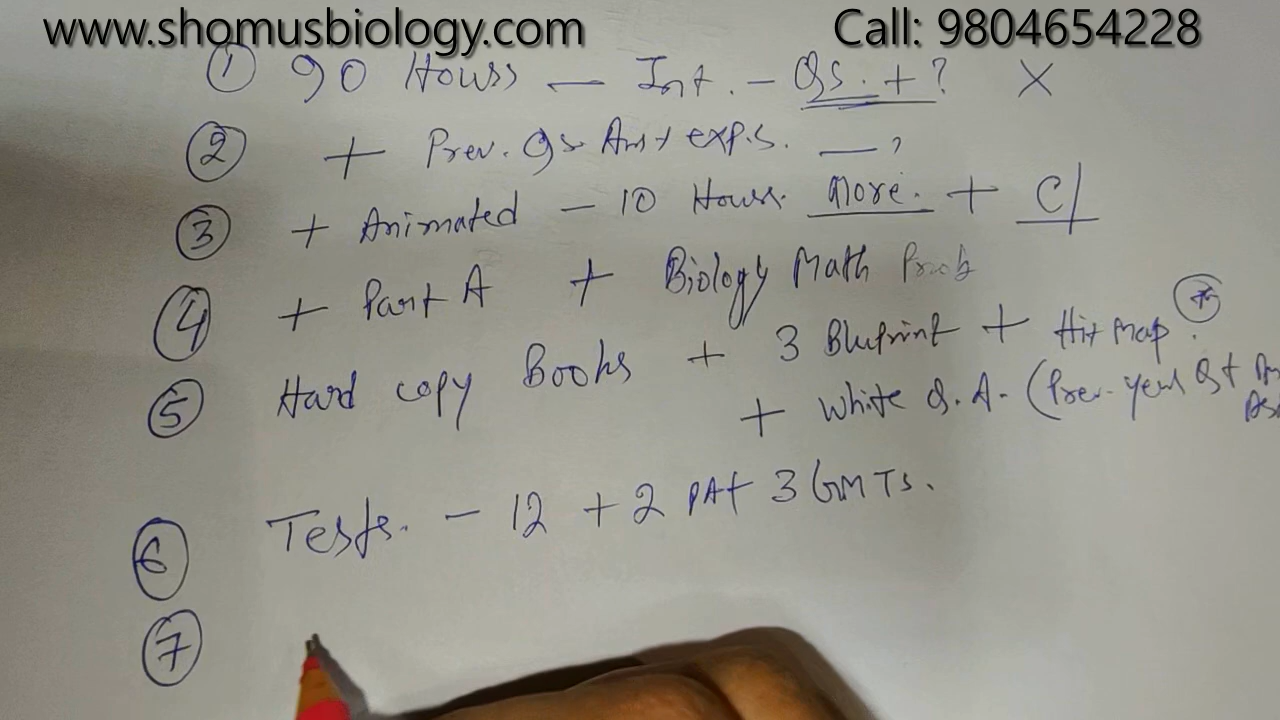 www.shomusbiology.com Call: 9804654228
① 90 Hours — Int. - Qs. + ? X
② + Prev. Qs Ans + exp.s. — ?
③ + Animated - 10 Hours. More. + C/
④ + Part A + Biology Math Prob
⑤ Hard copy Books + 3 Blueprint + Hit map.
+ White Q.A. (Prev. year Qs +
⑥ Tests. - 12 + 2 PA + 3 GMTs.
⑦